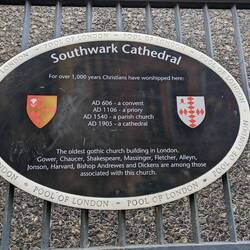 POOL OF LONDON · POOL OF LONDON
Southwark Cathedral
For over 1,000 years Christians have worshipped here:
AD 606 - a convent
AD 1106 - a priory
AD 1540 - a parish church
AD 1905 - a cathedral
The oldest gothic church building in London.
Gower, Chaucer, Shakespeare, Massinger, Fletcher, Alleyn,
Jonson, Harvard, Bishop Andrewes and Dickens are among those
associated with this church.
POOL OF LONDON · POOL OF LONDON